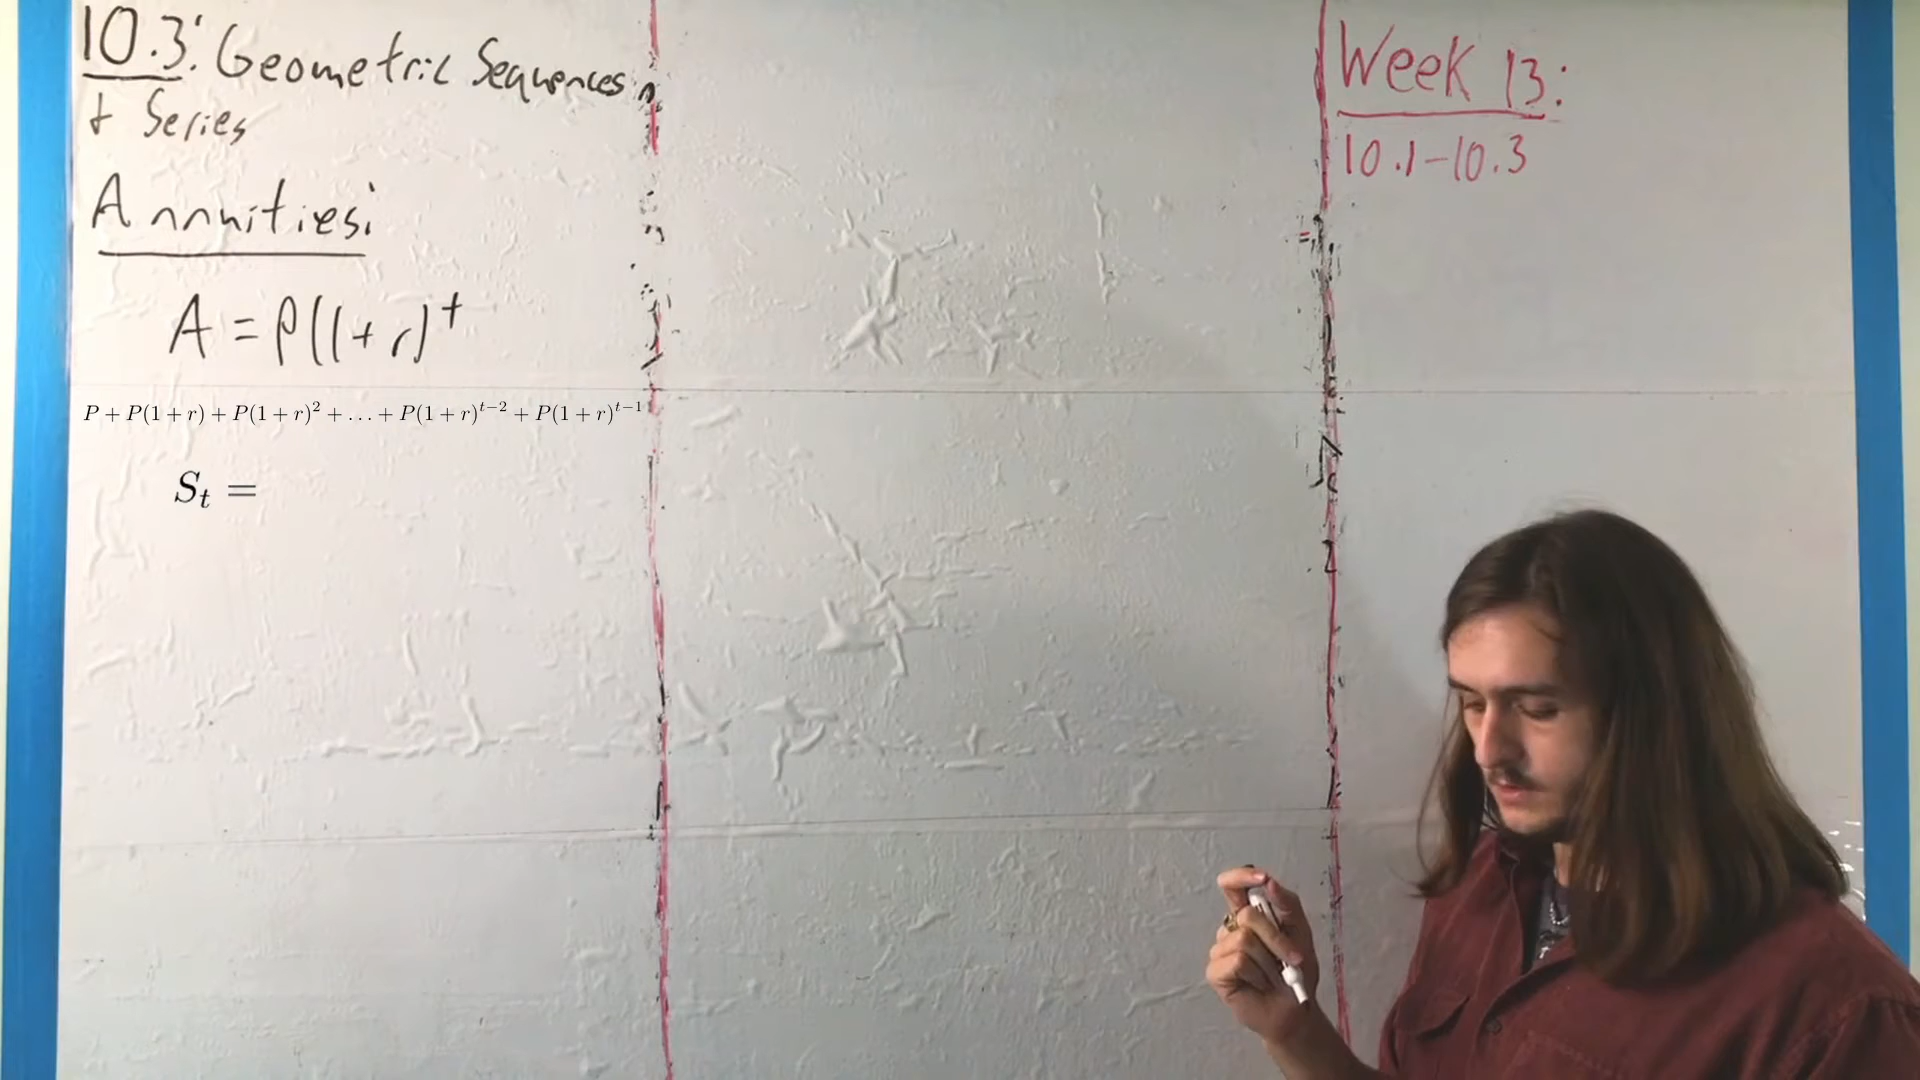 10.3: Geometric Sequences
+ Series
Annuities:
A = P(1+r)^t
P + P(1 + r) + P(1 + r)^2 + . . . + P(1 + r)^{t−2} + P(1 + r)^{t−1}
S_t =
Week 13:
10.1-10.3